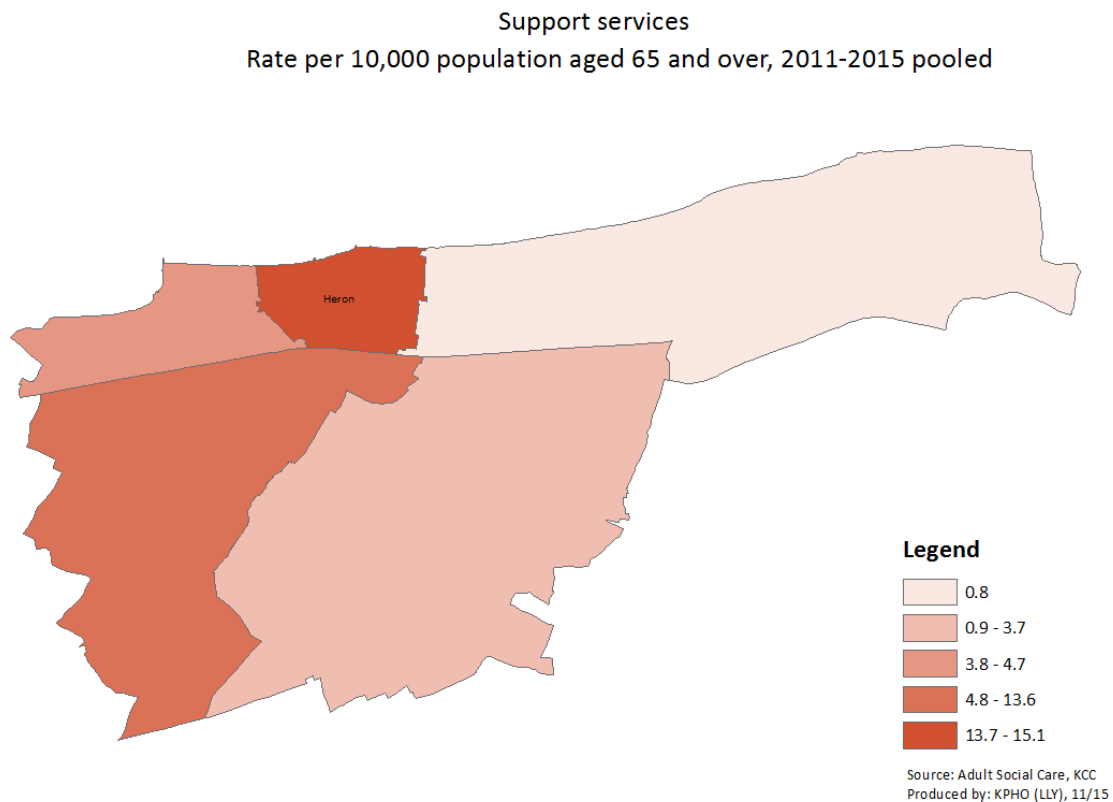 Support services
Rate per 10,000 population aged 65 and over, 2011-2015 pooled
Heron
Legend
0.8
0.9 - 3.7
3.8 - 4.7
4.8 - 13.6
13.7 - 15.1
Source: Adult Social Care, KCC
Produced by: KPHO (LLY), 11/15